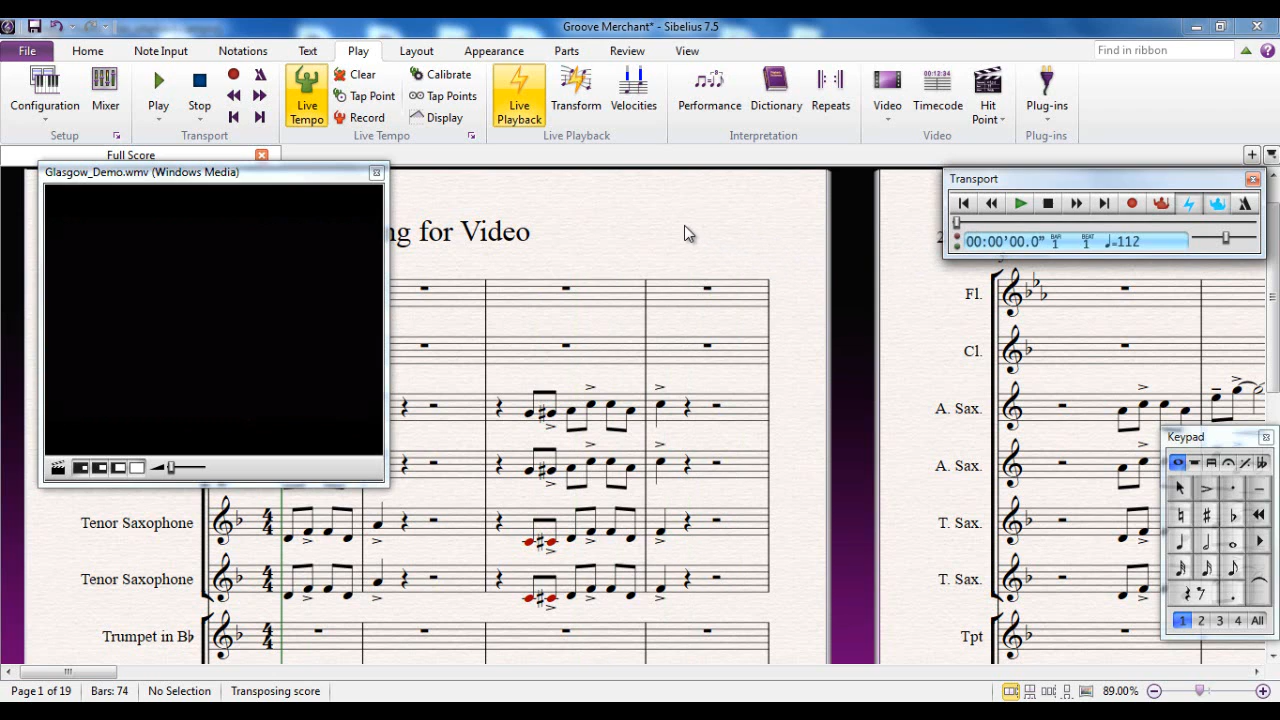 Groove Merchant* - Sibelius 7.5
File Home Note Input Notations Text Play Layout Appearance Parts Review View Find in ribbon
Configuration Mixer Play Stop Live Tempo Clear Tap Point Record Calibrate Tap Points Display Live Playback Transform Velocities Performance Dictionary Repeats Video Timecode Hit Point Plug-ins
Setup Transport Live Tempo Live Playback Interpretation Video Plug-ins
Full Score
Glasgow_Demo.wmv (Windows Media)
Transport
00:00'00.0" BAR 1 BEAT 1 ♩=112
ng for Video
Fl.
Cl.
A. Sax.
Keypad
A. Sax.
Tenor Saxophone
T. Sax.
Tenor Saxophone
T. Sax.
1 2 3 4 All
Trumpet in B♭
Tpt
Page 1 of 19 Bars: 74 No Selection Transposing score 89.00%